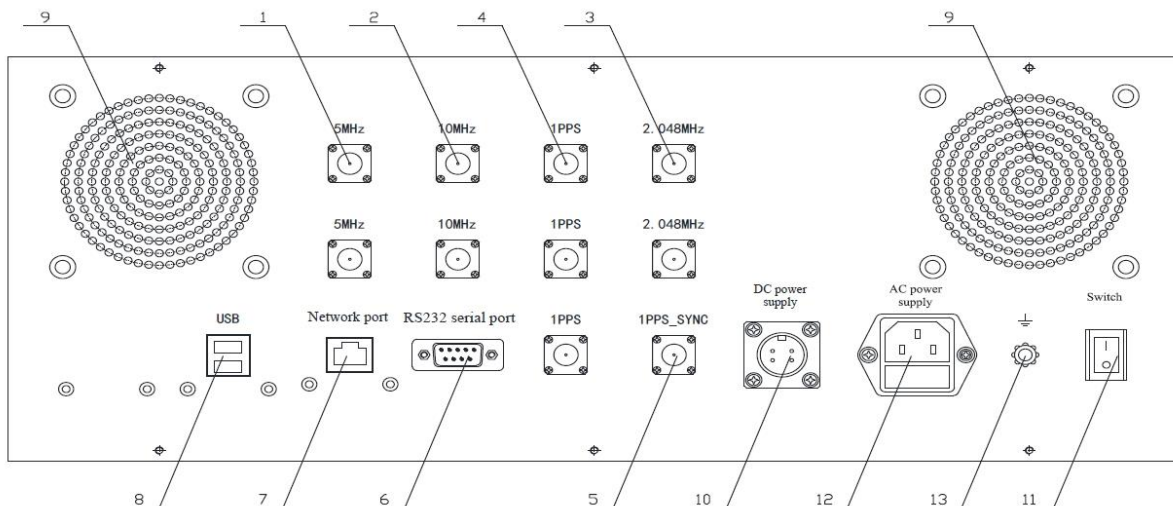 9 1 2 4 3 9
5MHz 10MHz 1PPS 2.048MHz
5MHz 10MHz 1PPS 2.048MHz
DC power
supply
AC power
supply
Switch
USB Network port RS232 serial port 1PPS 1PPS_SYNC
8 7 6 5 10 12 13 11